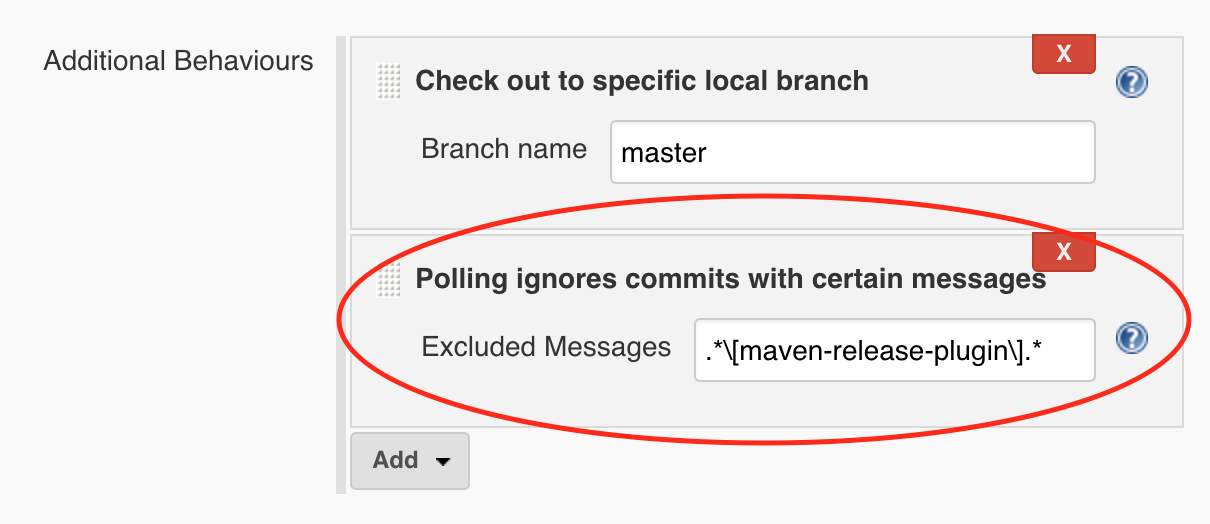 Additional Behaviours
X
Check out to specific local branch
?
Branch name master
X
Polling ignores commits with certain messages
Excluded Messages .*\[maven-release-plugin\].*
?
Add